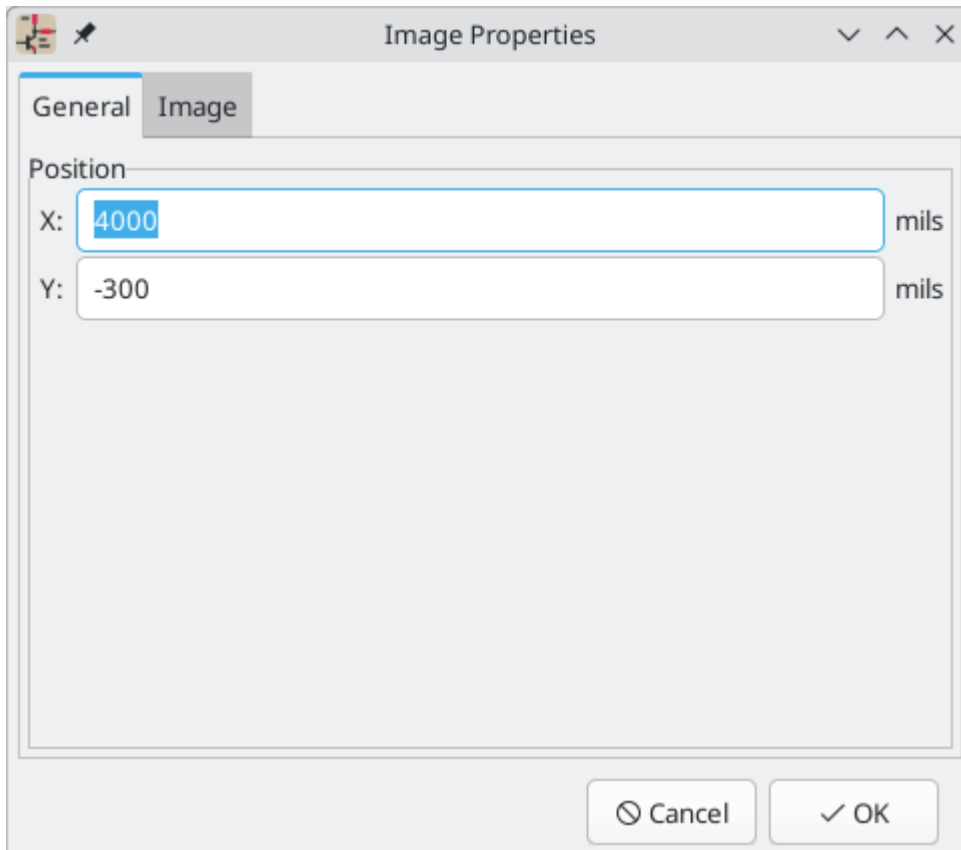 Image Properties
General Image
Position
X: 4000 mils
Y: -300 mils
Cancel OK